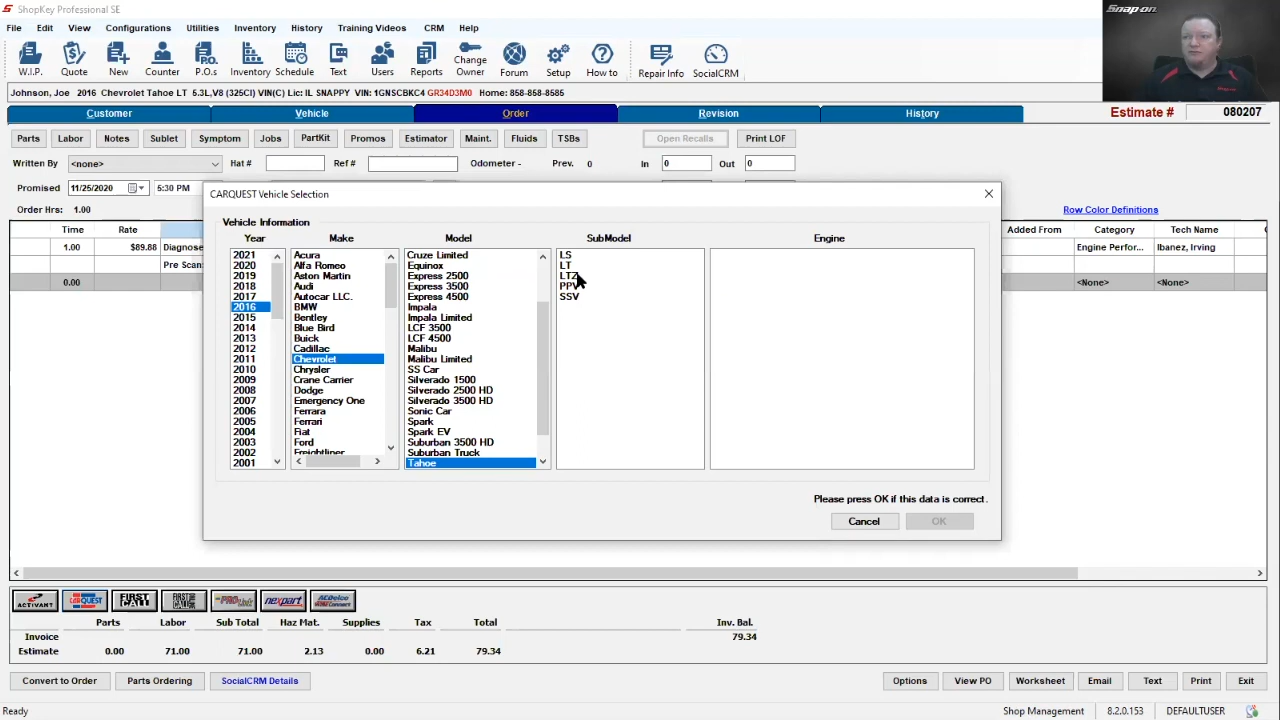 ShopKey Professional SE
File Edit View Configurations Utilities Inventory History Training Videos CRM Help
Snap-on
W.I.P. Quote New Counter P.O.s Inventory Schedule Text Users Reports Change Owner Forum Setup How to Repair Info SocialCRM
Johnson, Joe 2016 Chevrolet Tahoe LT 5.3L,V8 (325CI) VIN(C) Lic: IL SNAPPY VIN: 1GNSCBKC4 GR34D3M0 Home: 858-858-8585
Customer Vehicle Order Revision History Estimate # 080207
Parts Labor Notes Sublet Symptom Jobs PartKit Promos Estimator Maint. Fluids TSBs Open Recalls Print LOF
Written By <none> Hat # Ref # Odometer - Prev. 0 In 0 Out 0
Promised 11/25/2020 5:30 PM
CARQUEST Vehicle Selection
Order Hrs: 1.00 Row Color Definitions
Time Rate Added From Category Tech Name
1.00 $89.88 Diagnose Engine Perfor... Ibanez, Irving
Pre Scan
0.00 <None> <None>
Vehicle Information
Year Make Model SubModel Engine
2021 Acura Cruze Limited LS
2020 Alfa Romeo Equinox LT
2019 Aston Martin Express 2500 LTZ
2018 Audi Express 3500 PPV
2017 Autocar LLC. Express 4500 SSV
2016 BMW Impala
2015 Bentley Impala Limited
2014 Blue Bird LCF 3500
2013 Buick LCF 4500
2012 Cadillac Malibu
2011 Chevrolet Malibu Limited
2010 Chrysler SS Car
2009 Crane Carrier Silverado 1500
2008 Dodge Silverado 2500 HD
2007 Emergency One Silverado 3500 HD
2006 Ferrara Sonic Car
2005 Ferrari Spark
2004 Fiat Spark EV
2003 Ford Suburban 3500 HD
2002 Freightliner Suburban Truck
2001 Tahoe
Please press OK if this data is correct.
Cancel OK
ACTIVANT CARQUEST FIRST CALL FIRST CALL nexpart ACDelco
Parts Labor Sub Total Haz Mat. Supplies Tax Total Inv. Bal.
Invoice 79.34
Estimate 0.00 71.00 71.00 2.13 0.00 6.21 79.34
Convert to Order Parts Ordering SocialCRM Details Options View PO Worksheet Email Text Print Exit
Ready Shop Management 8.2.0.153 DEFAULTUSER